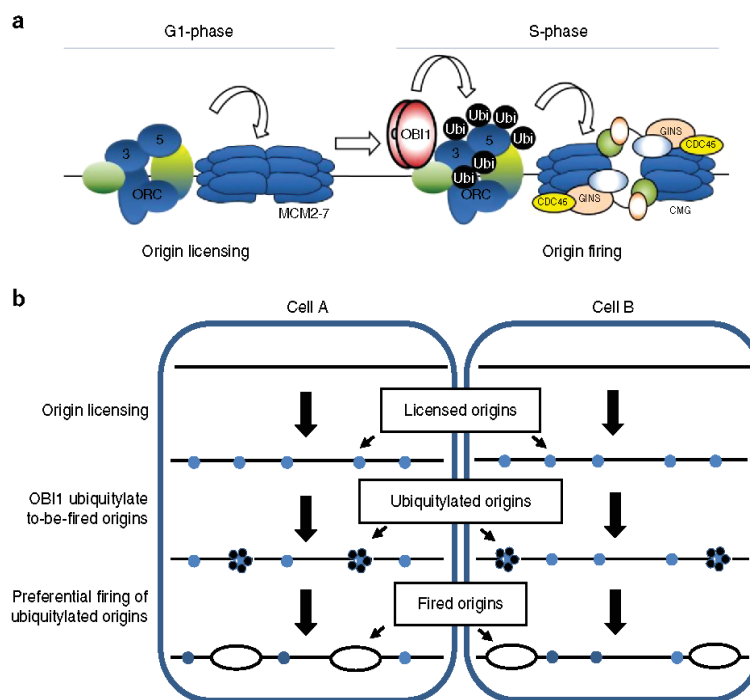 a
G1-phase
S-phase
OBI1
Ubi
Ubi
Ubi
Ubi
Ubi
Ubi
Ubi
3
5
ORC
MCM2-7
3
5
ORC
GINS
CDC45
CDC45
GINS
CMG
Origin licensing
Origin firing
b
Cell A
Cell B
Origin licensing
Licensed origins
OBI1 ubiquitylate
to-be-fired origins
Ubiquitylated origins
Preferential firing of
ubiquitylated origins
Fired origins